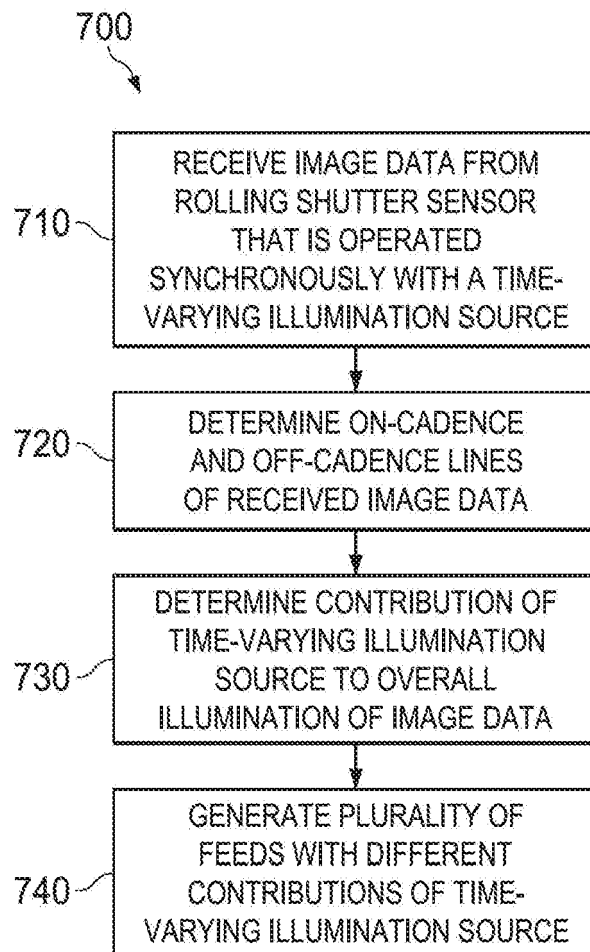 700
710
RECEIVE IMAGE DATA FROM
ROLLING SHUTTER SENSOR
THAT IS OPERATED
SYNCHRONOUSLY WITH A TIME-
VARYING ILLUMINATION SOURCE
720
DETERMINE ON-CADENCE
AND OFF-CADENCE LINES
OF RECEIVED IMAGE DATA
730
DETERMINE CONTRIBUTION OF
TIME-VARYING ILLUMINATION
SOURCE TO OVERALL
ILLUMINATION OF IMAGE DATA
740
GENERATE PLURALITY OF
FEEDS WITH DIFFERENT
CONTRIBUTIONS OF TIME-
VARYING ILLUMINATION SOURCE